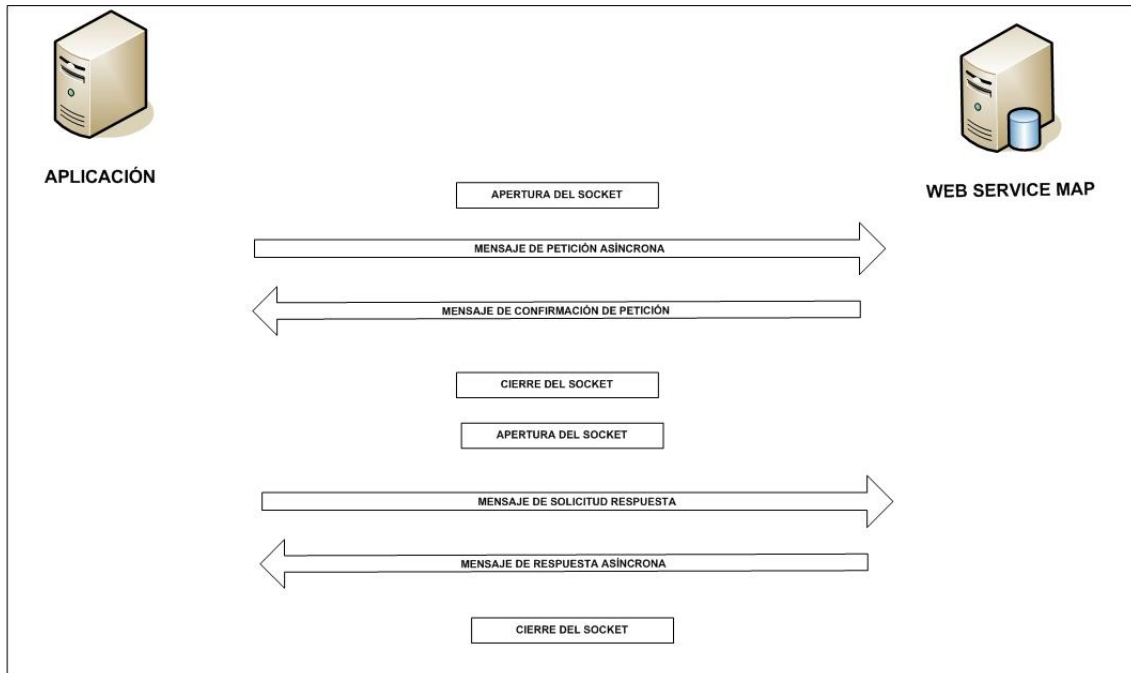 APLICACIÓN
WEB SERVICE MAP
APERTURA DEL SOCKET
MENSAJE DE PETICIÓN ASÍNCRONA
MENSAJE DE CONFIRMACIÓN DE PETICIÓN
CIERRE DEL SOCKET
APERTURA DEL SOCKET
MENSAJE DE SOLICITUD RESPUESTA
MENSAJE DE RESPUESTA ASÍNCRONA
CIERRE DEL SOCKET